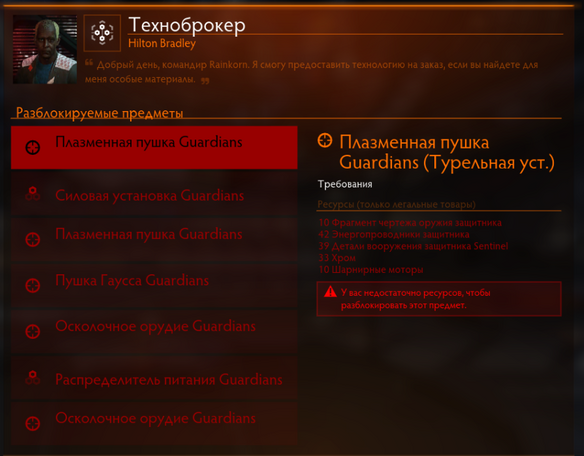 Техноброкер
Hilton Bradley
“ Добрый день, командир Rainkorn. Я смогу предоставить технологию на заказ, если вы найдете для
меня особые материалы. ”
Разблокируемые предметы
Плазменная пушка Guardians
Силовая установка Guardians
Плазменная пушка Guardians
Пушка Гаусса Guardians
Осколочное орудие Guardians
Распределитель питания Guardians
Осколочное орудие Guardians
Плазменная пушка
Guardians (Турельная уст.)
Требования
Ресурсы (только легальные товары)
10 Фрагмент чертежа оружия защитника
42 Энергопроводники защитника
39 Детали вооружения защитника Sentinel
33 Хром
10 Шарнирные моторы
У вас недостаточно ресурсов, чтобы
разблокировать этот предмет.